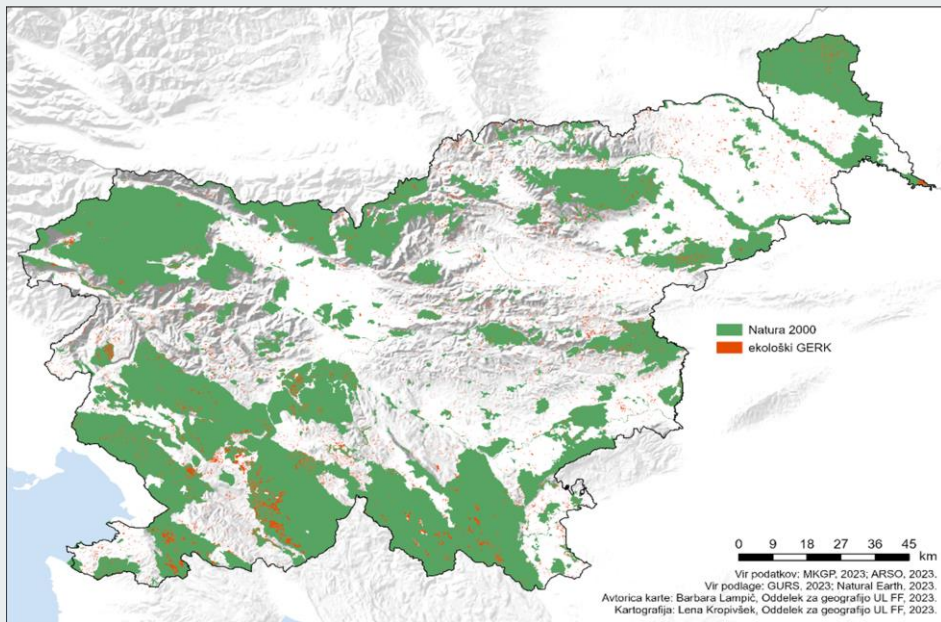 Natura 2000
ekološki GERK
0 9 18 27 36 45
km
Vir podatkov: MKGP, 2023; ARSO, 2023.
Vir podlage: GURS, 2023; Natural Earth, 2023.
Avtorica karte: Barbara Lampič, Oddelek za geografijo UL FF, 2023.
Kartografija: Lena Kropivšek, Oddelek za geografijo UL FF, 2023.